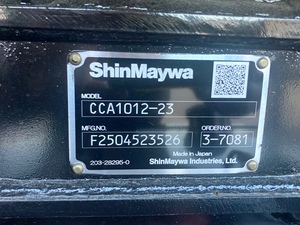 ShinMaywa
MODEL
CCA1012-23
MFG.NO. ORDER NO.
F2504523526 3-7081
Made in Japan
203-28295-0 ShinMaywa Industries, Ltd.